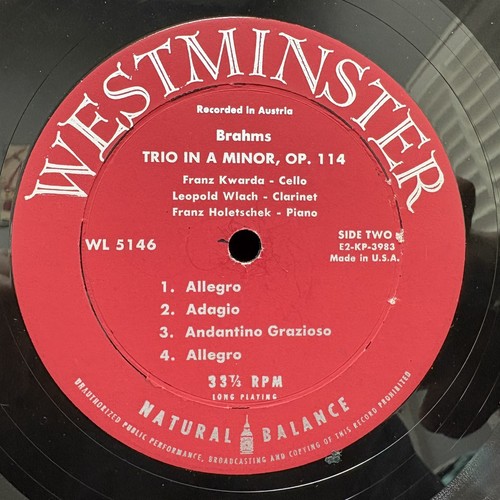 WESTMINSTER
Recorded in Austria
Brahms
TRIO IN A MINOR, OP. 114
Franz Kwarda - Cello
Leopold Wlach - Clarinet
Franz Holetschek - Piano
WL 5146
SIDE TWO
E2-KP-3983
Made in U.S.A.
1. Allegro
2. Adagio
3. Andantino Grazioso
4. Allegro
33⅓ RPM
LONG PLAYING
NATURAL BALANCE
UNAUTHORIZED PUBLIC PERFORMANCE, BROADCASTING AND COPYING OF THIS RECORD PROHIBITED